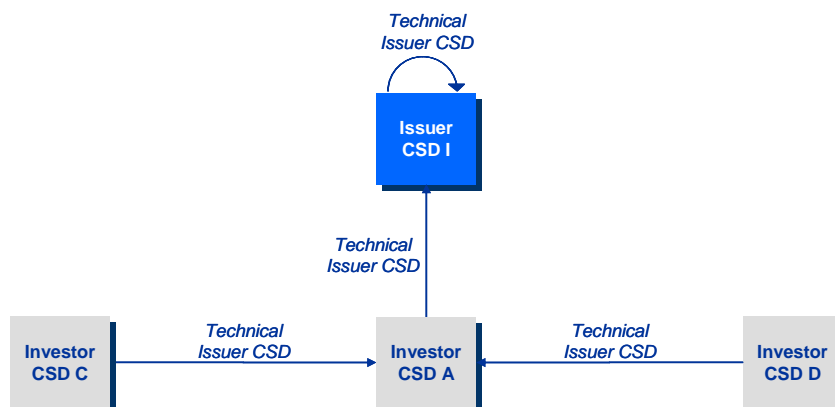 Technical
Issuer CSD
Issuer
CSD I
Technical
Issuer CSD
Investor
CSD C
Technical
Issuer CSD
Investor
CSD A
Technical
Issuer CSD
Investor
CSD D